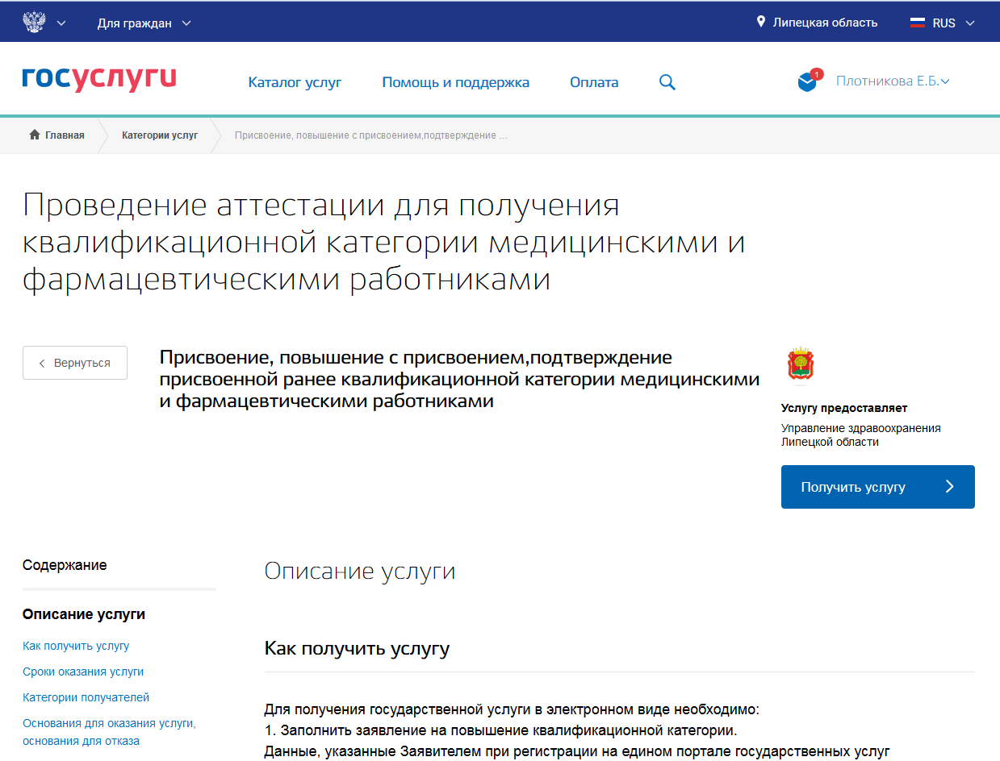 Для граждан
Липецкая область
RUS
госуслуги
Каталог услуг
Помощь и поддержка
Оплата
1
Плотникова Е.Б.
Главная
Категории услуг
Присвоение, повышение с присвоением,подтверждение ...
Проведение аттестации для получения
квалификационной категории медицинскими и
фармацевтическими работниками
Вернуться
Присвоение, повышение с присвоением,подтверждение
присвоенной ранее квалификационной категории медицинскими
и фармацевтическими работниками
Услугу предоставляет
Управление здравоохранения
Липецкой области
Получить услугу
Содержание
Описание услуги
Как получить услугу
Сроки оказания услуги
Категории получателей
Основания для оказания услуги,
основания для отказа
Описание услуги
Как получить услугу
Для получения государственной услуги в электронном виде необходимо:
1. Заполнить заявление на повышение квалификационной категории.
Данные, указанные Заявителем при регистрации на едином портале государственных услуг